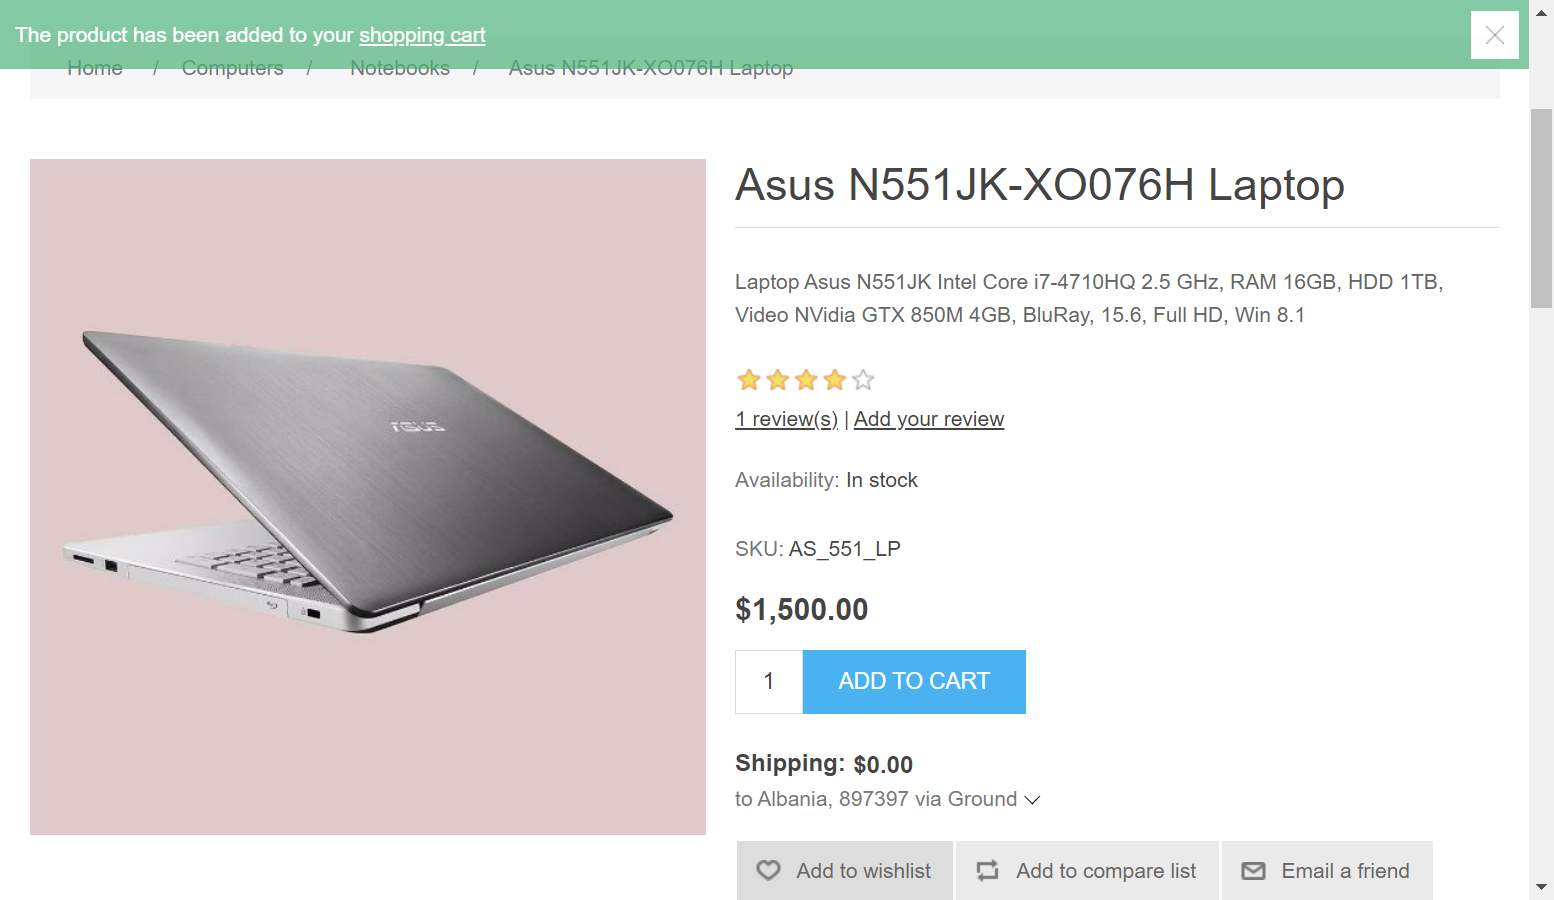 The product has been added to your shopping cart
Home / Computers / Notebooks / Asus N551JK-XO076H Laptop
ASUS
Asus N551JK-XO076H Laptop
Laptop Asus N551JK Intel Core i7-4710HQ 2.5 GHz, RAM 16GB, HDD 1TB,
Video NVidia GTX 850M 4GB, BluRay, 15.6, Full HD, Win 8.1
1 review(s) | Add your review
Availability: In stock
SKU: AS_551_LP
$1,500.00
1 ADD TO CART
Shipping: $0.00
to Albania, 897397 via Ground
Add to wishlist Add to compare list Email a friend